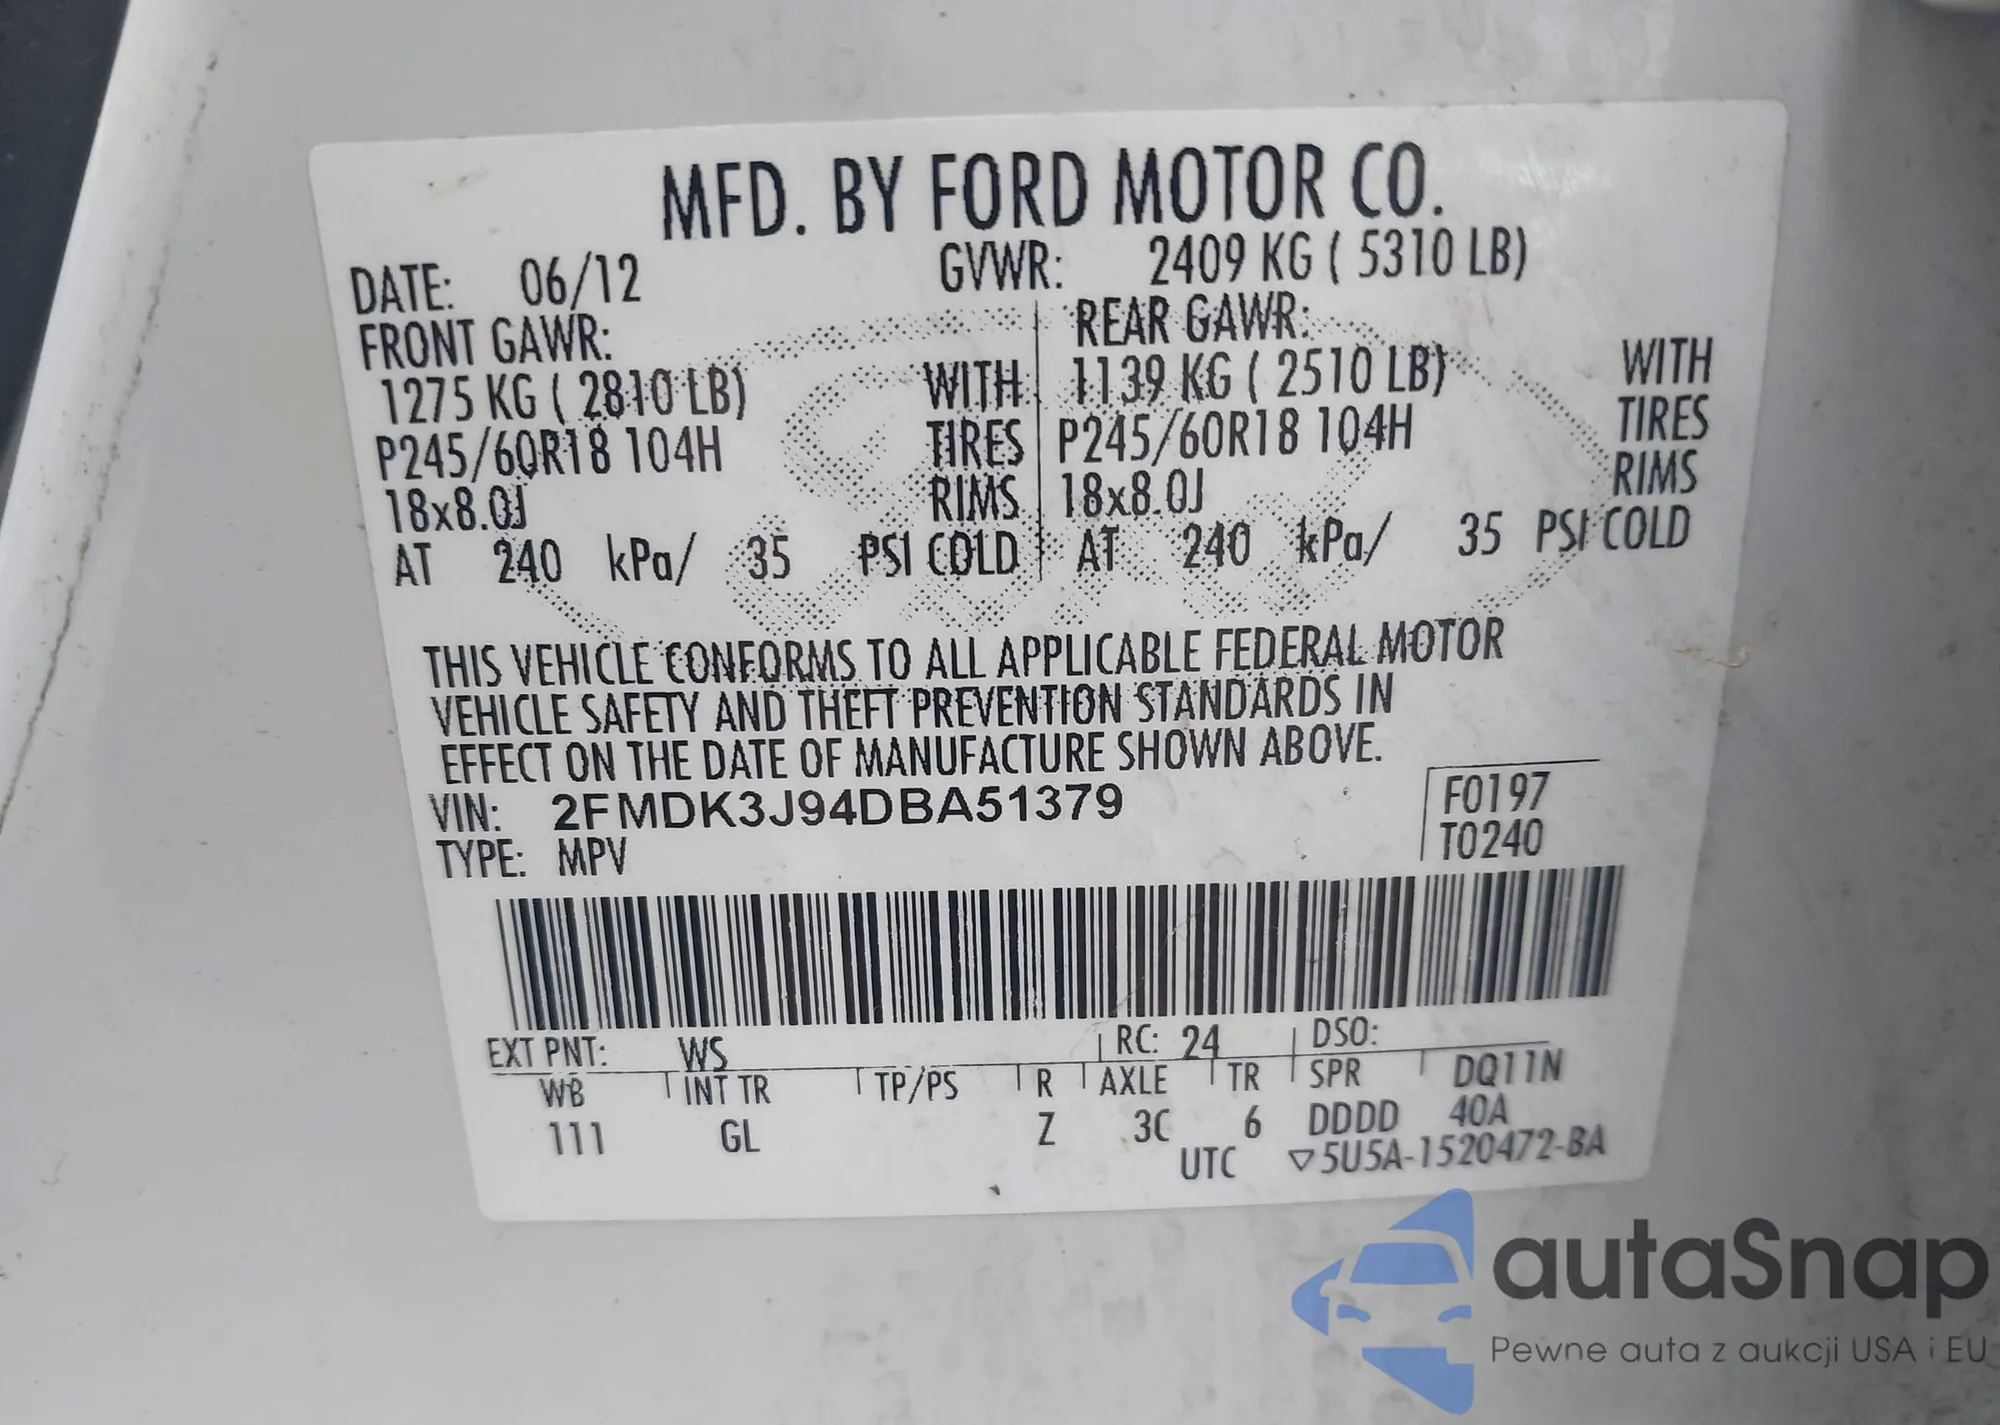 MFD. BY FORD MOTOR CO.
DATE: 06/12 GVWR: 2409 KG ( 5310 LB)
FRONT GAWR: REAR GAWR:
1275 KG ( 2810 LB) WITH 1139 KG ( 2510 LB) WITH
P245/60R18 104H TIRES P245/60R18 104H TIRES
18x8.0J RIMS 18x8.0J RIMS
AT 240 kPa/ 35 PSI COLD AT 240 kPa/ 35 PSI COLD
THIS VEHICLE CONFORMS TO ALL APPLICABLE FEDERAL MOTOR
VEHICLE SAFETY AND THEFT PREVENTION STANDARDS IN
EFFECT ON THE DATE OF MANUFACTURE SHOWN ABOVE.
VIN: 2FMDK3J94DBA51379 F0197
TYPE: MPV T0240
EXT PNT: WS RC: 24 DSO:
WB INT TR TP/PS R AXLE TR SPR DQ11N
111 GL Z 3C 6 DDDD 40A
UTC ▽5U5A-1520472-BA
autaSnap
Pewne auta z aukcji USA i EU